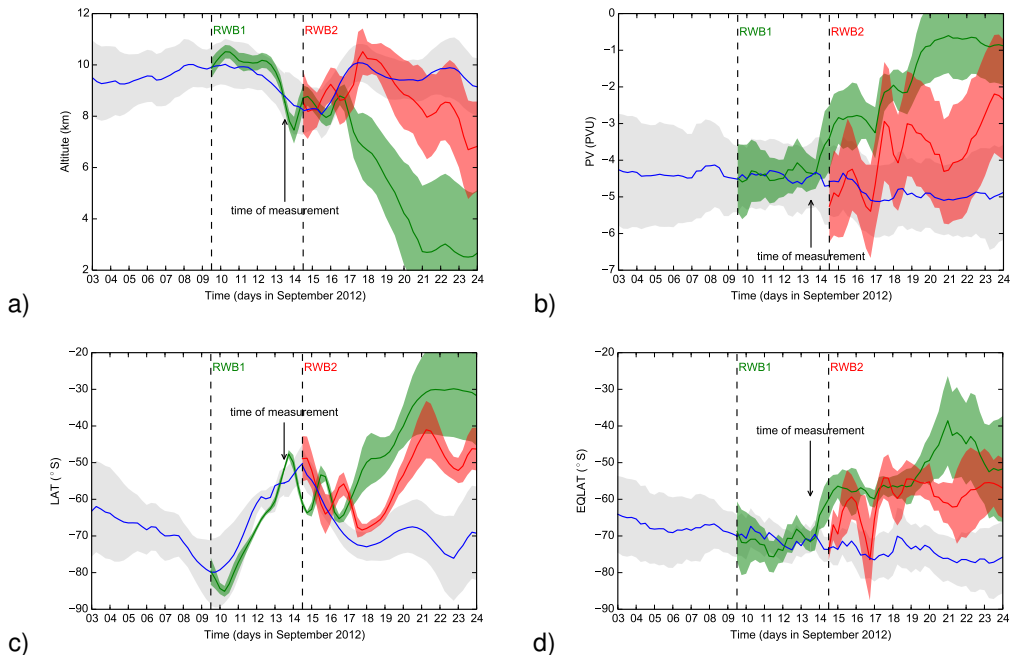 RWB1 RWB2
12
10
8
6
4
2
Altitute (km)
time of measurement
03 04 05 06 07 08 09 10 11 12 13 14 15 16 17 18 19 20 21 22 23 24
Time (days in September 2012)
a)
RWB1 RWB2
0
−1
−2
−3
−4
−5
−6
−7
PV (PVU)
time of measurement
03 04 05 06 07 08 09 10 11 12 13 14 15 16 17 18 19 20 21 22 23 24
Time (days in September 2012)
b)
RWB1 RWB2
−20
−30
−40
−50
−60
−70
−80
−90
LAT (° S)
time of measurement
03 04 05 06 07 08 09 10 11 12 13 14 15 16 17 18 19 20 21 22 23 24
Time (days in September 2012)
c)
RWB1 RWB2
−20
−30
−40
−50
−60
−70
−80
−90
EQLAT (° S)
time of measurement
03 04 05 06 07 08 09 10 11 12 13 14 15 16 17 18 19 20 21 22 23 24
Time (days in September 2012)
d)